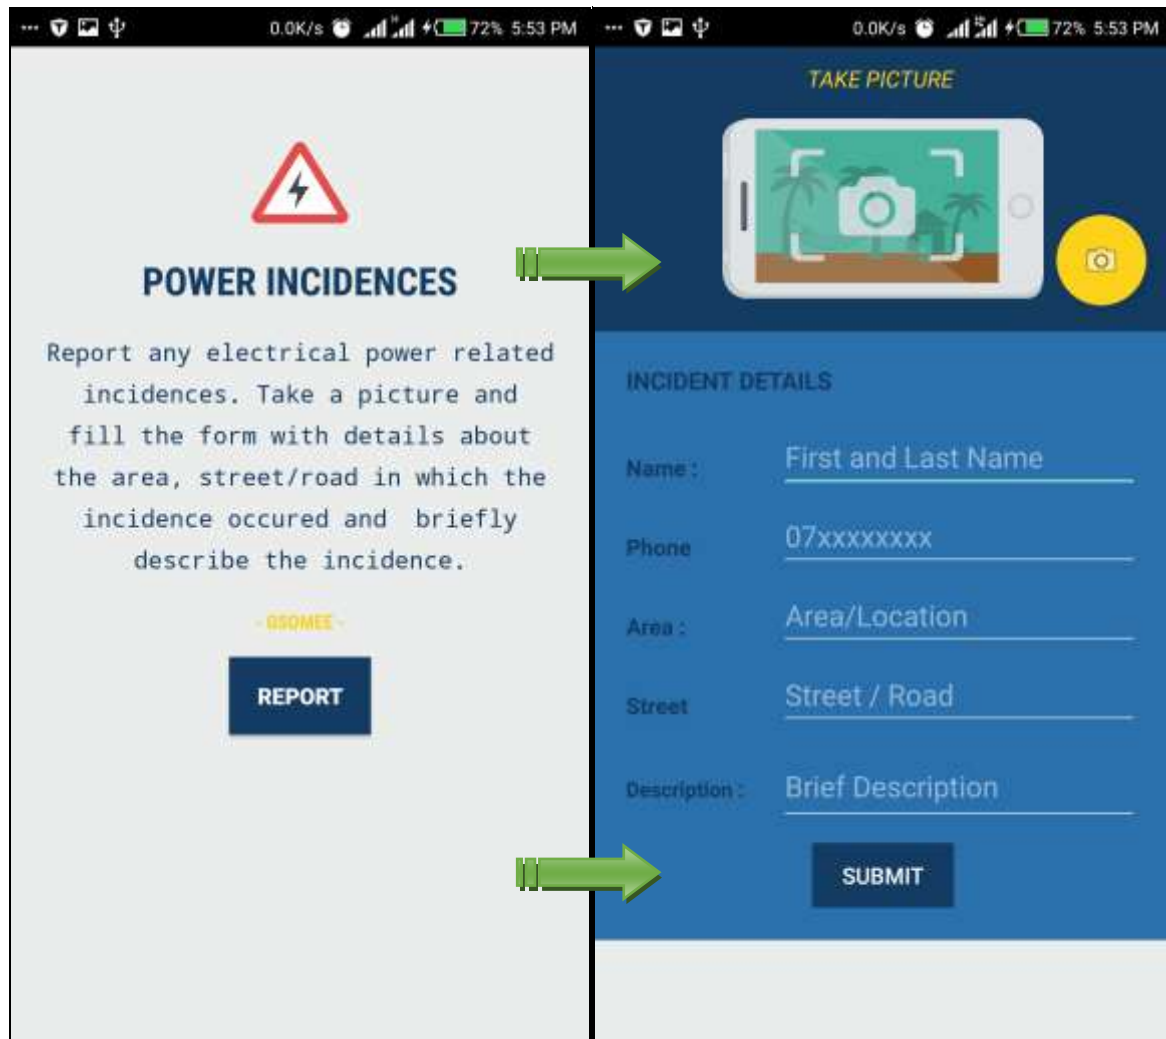 0.0K/s 72% 5:53 PM
POWER INCIDENCES
Report any electrical power related
incidences. Take a picture and
fill the form with details about
the area, street/road in which the
incidence occured and briefly
describe the incidence.
- GSOMEE -
REPORT
0.0K/s 72% 5:53 PM
TAKE PICTURE
INCIDENT DETAILS
Name : First and Last Name
Phone 07xxxxxxxx
Area : Area/Location
Street Street / Road
Description : Brief Description
SUBMIT